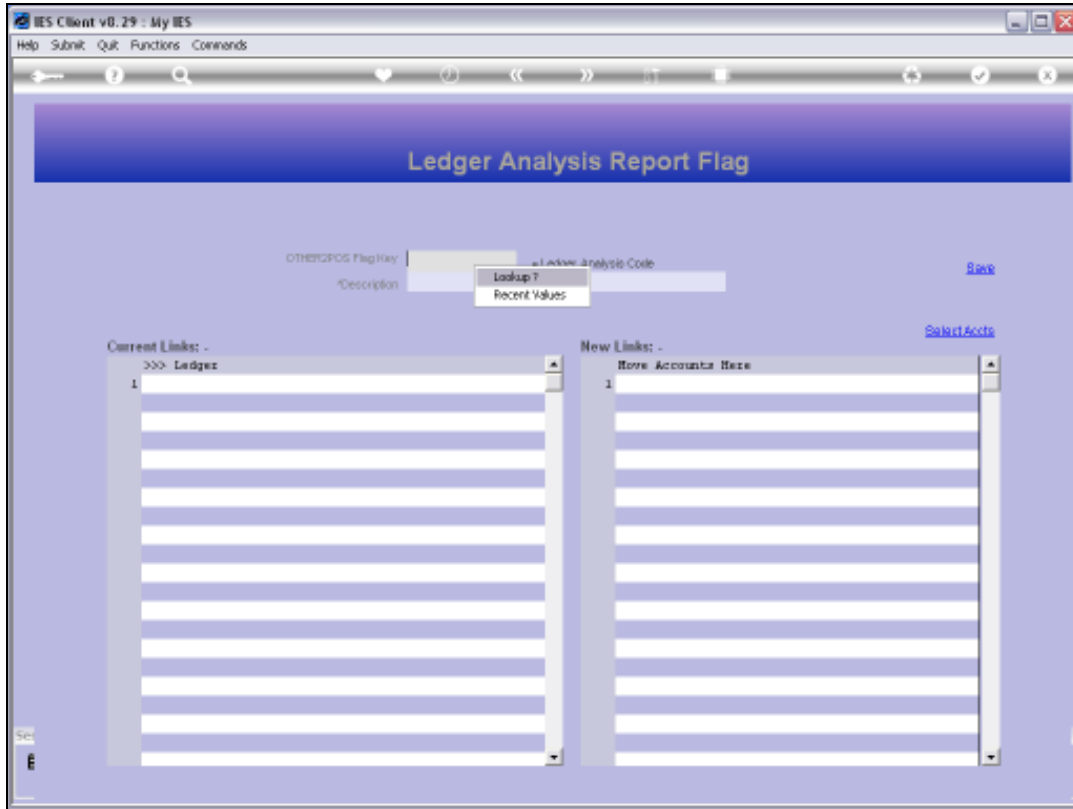 IES Client v8.29 : My IES
Help Submit Quit Functions Commands
Ledger Analysis Report Flag
OTHER2POS Flag Key
Ledger Analysis Code
Save
Lookup ?
*Description
Recent Values
Select Accts
Current Links: -
New Links: -
>>> Ledger
Move Accounts Here
1
1